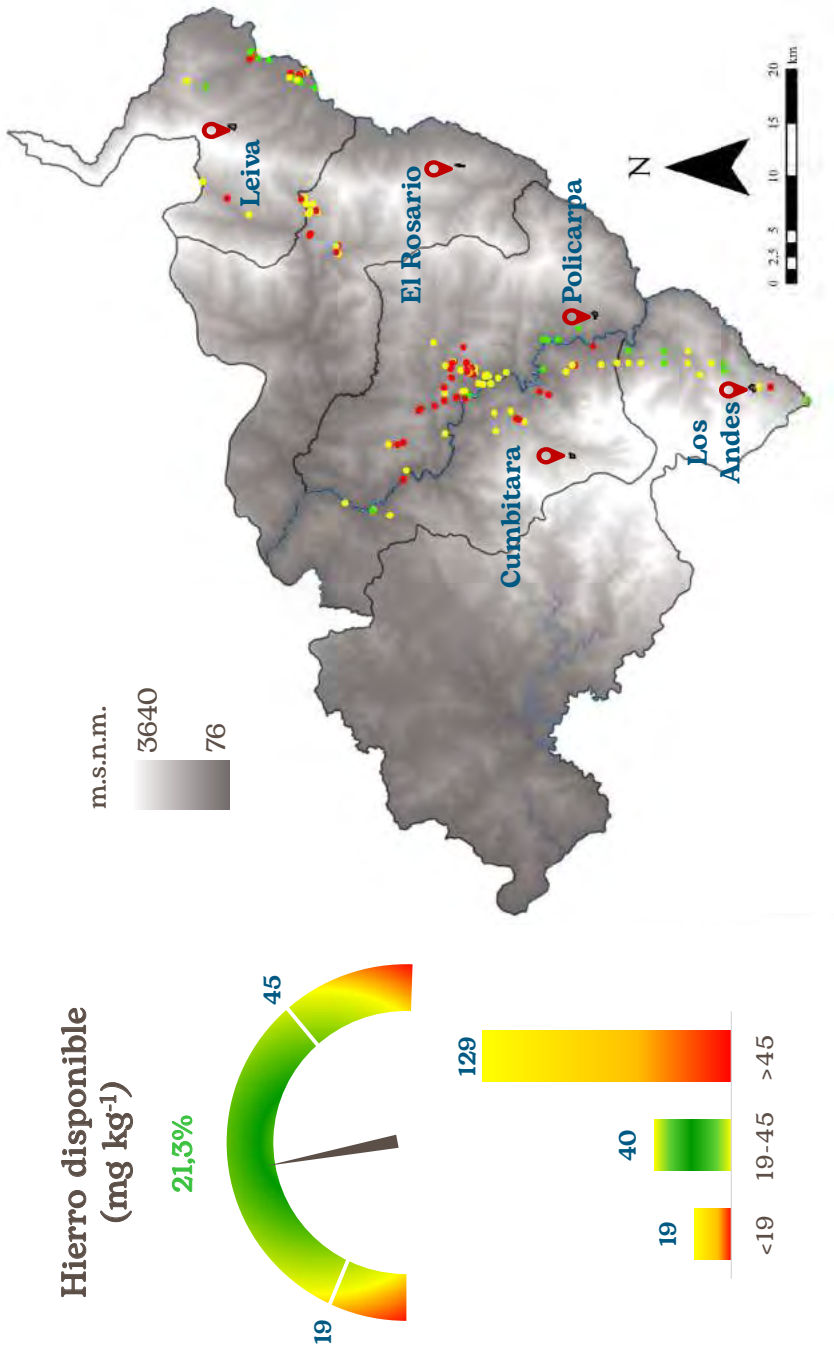 Hierro disponible
(mg kg-1)
21,3%
19
45
19
40
129
<19
19-45
>45
m.s.n.m.
3640
76
Leiva
El Rosario
Policarpa
Cumbitara
Los
Andes
N
0 2,5 5 10 15 20
km